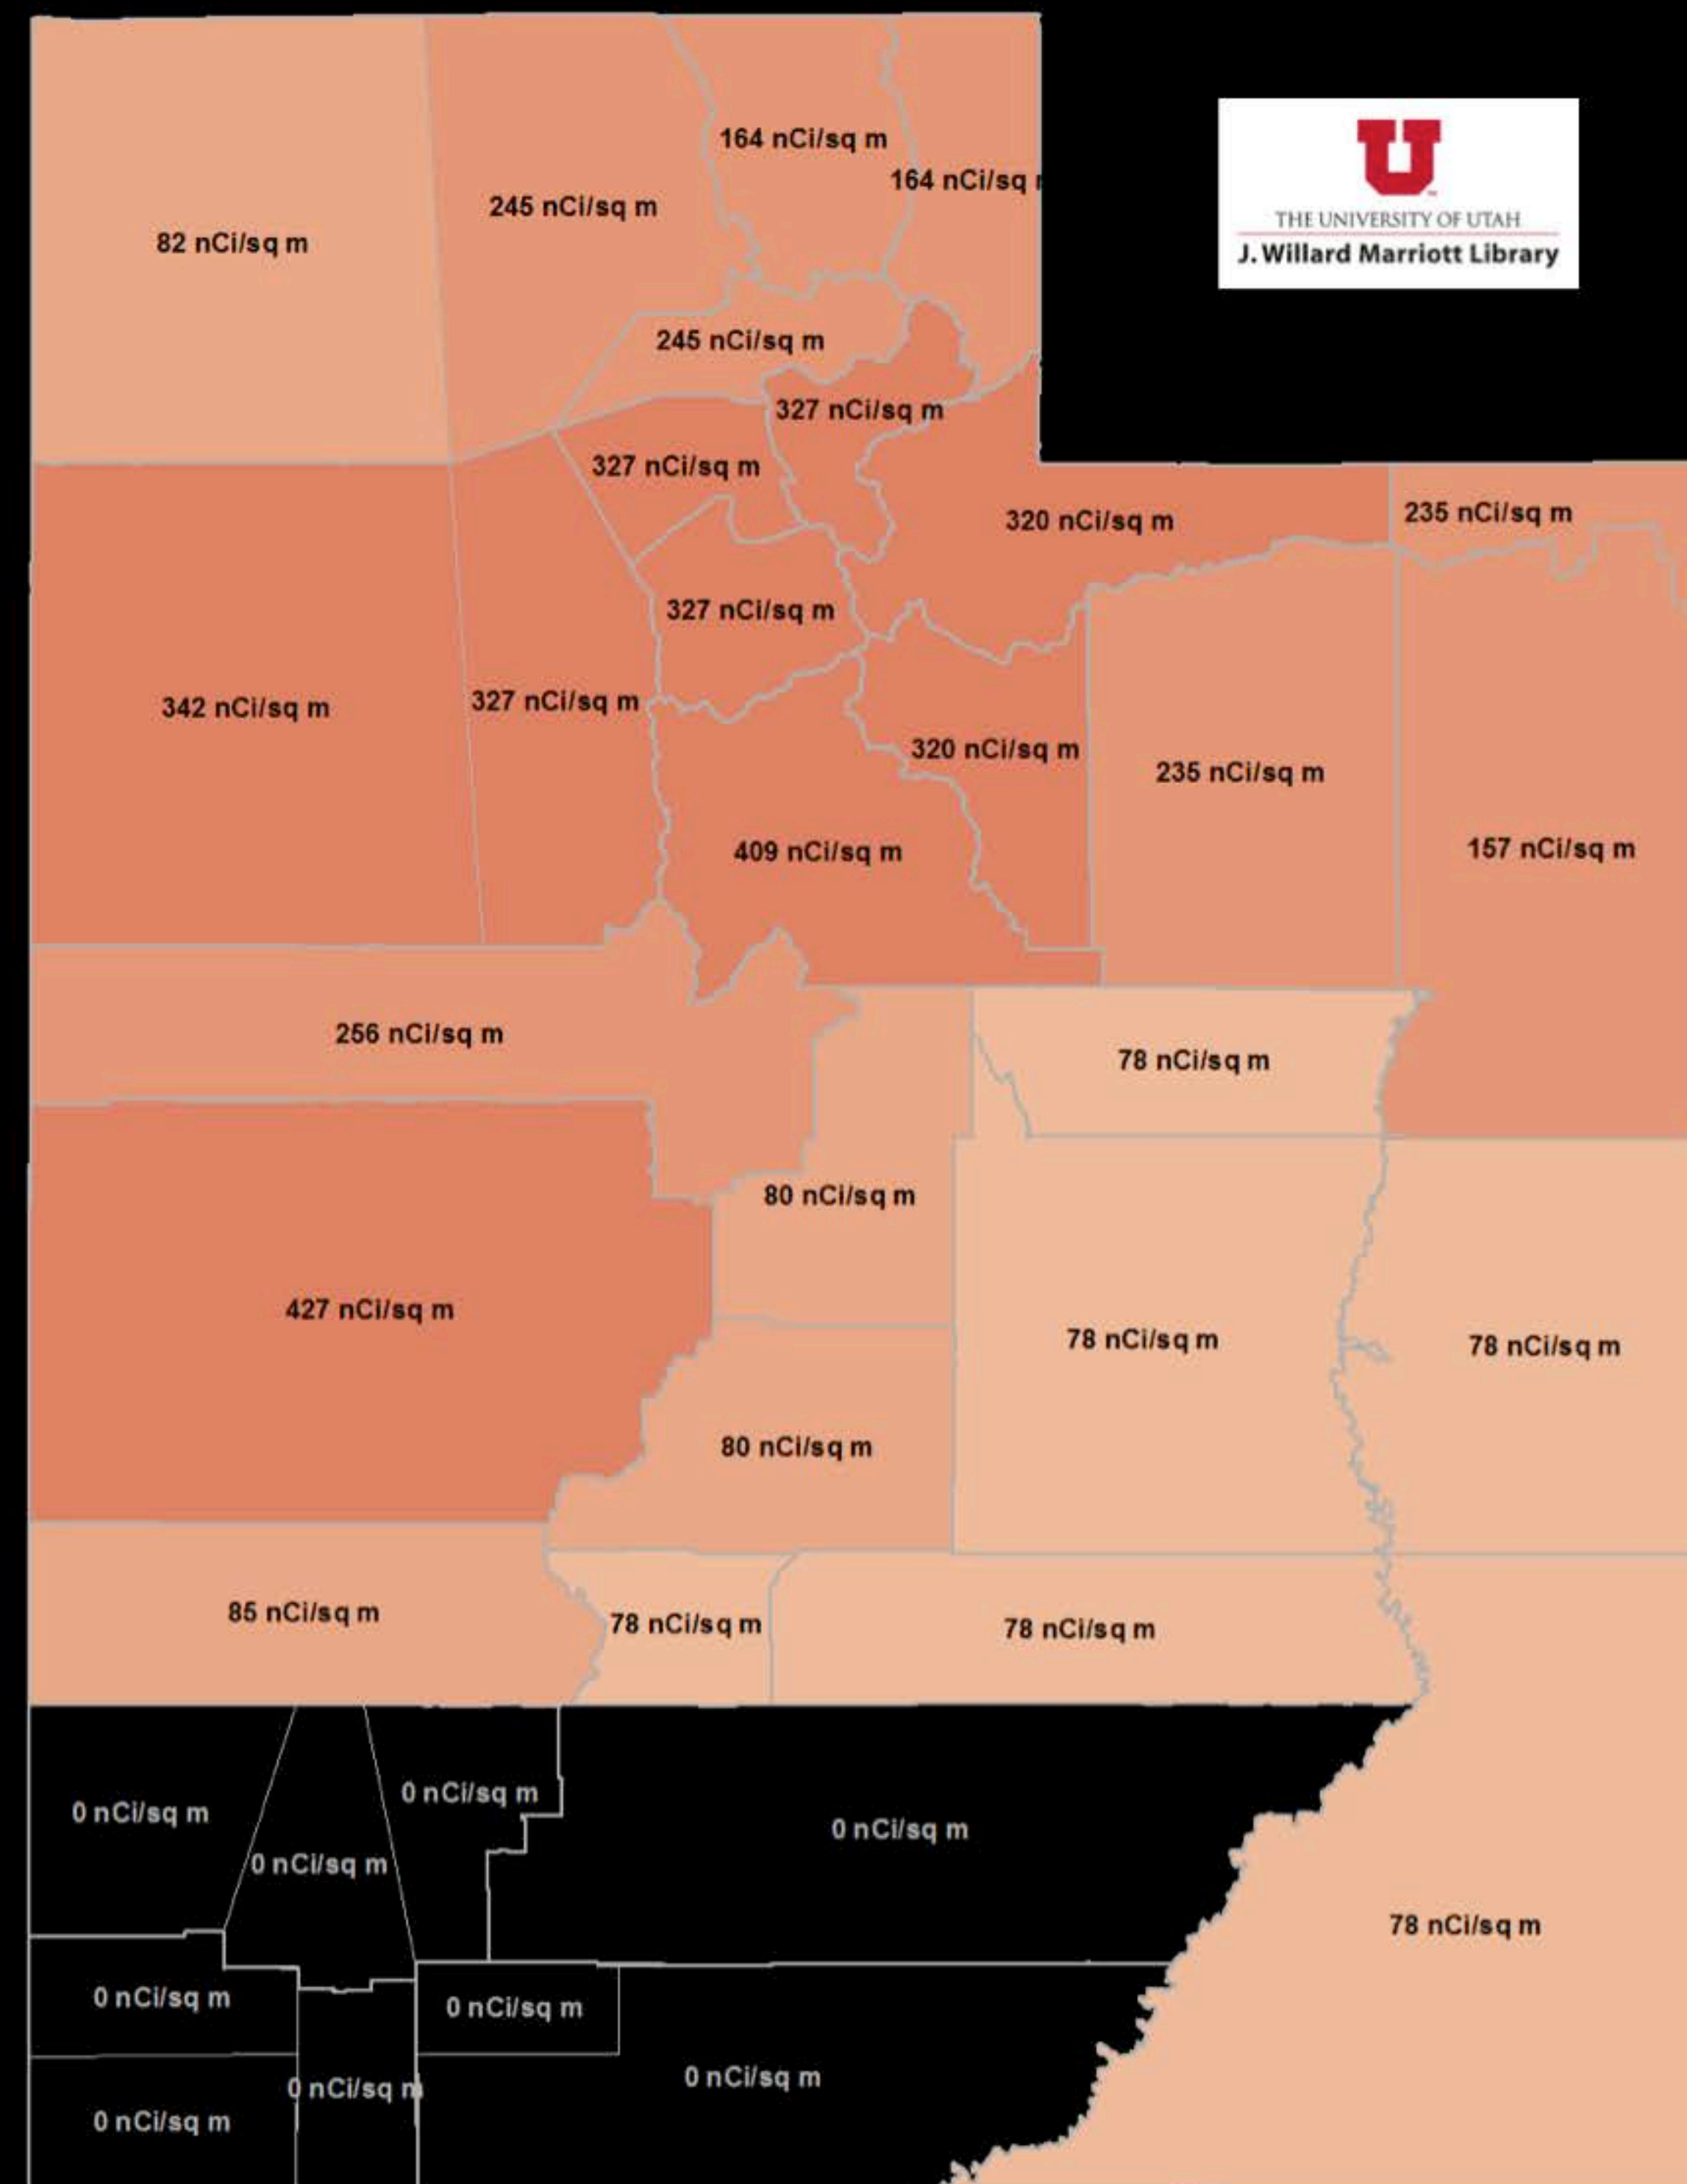 164 nCi/sq m
164 nCi/sq
245 nCi/sq m
82 nCi/sq m
U
THE UNIVERSITY OF UTAH
J. Willard Marriott Library
245 nCi/sq m
327 nCi/sq m
327 nCi/sq m
320 nCi/sq m
235 nCi/sq m
327 nCi/sq m
342 nCi/sq m
327 nCi/sq m
320 nCi/sq m
235 nCi/sq m
409 nCi/sq m
157 nCi/sq m
256 nCi/sq m
78 nCi/sq m
80 nCi/sq m
427 nCi/sq m
78 nCi/sq m
78 nCi/sq m
80 nCi/sq m
85 nCi/sq m
78 nCi/sq m
78 nCi/sq m
0 nCi/sq m
0 nCi/sq m
0 nCi/sq m
0 nCi/sq m
78 nCi/sq m
0 nCi/sq m
0 nCi/sq m
0 nCi/sq m
0 nCi/sq m
0 nCi/sq m